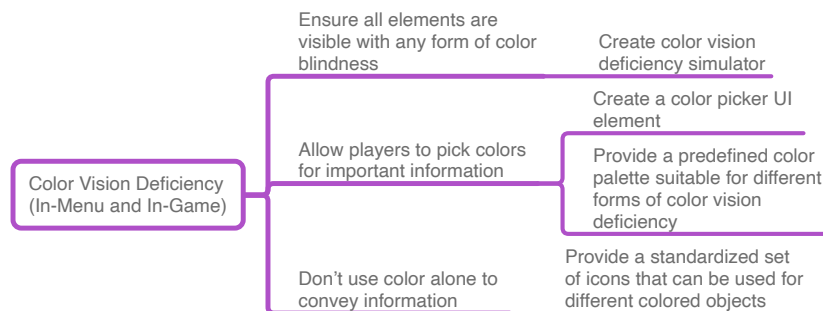 Ensure all elements are
visible with any form of color
blindness
Create color vision
deficiency simulator
Create a color picker UI
element
Allow players to pick colors
for important information
Provide a predefined color
palette suitable for different
forms of color vision
deficiency
Color Vision Deficiency
(In-Menu and In-Game)
Don’t use color alone to
convey information
Provide a standardized set
of icons that can be used for
different colored objects